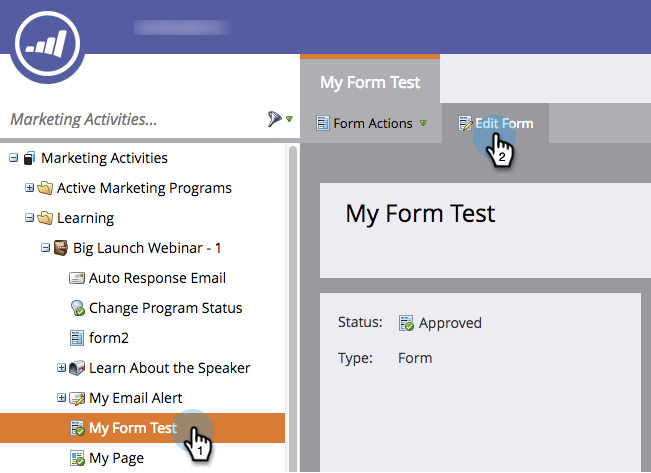 My Form Test
Marketing Activities...
Form Actions
Edit Form
2
Marketing Activities
Active Marketing Programs
Learning
Big Launch Webinar - 1
Auto Response Email
Change Program Status
form2
Learn About the Speaker
My Email Alert
My Form Test
1
My Page
My Form Test
Status: Approved
Type: Form